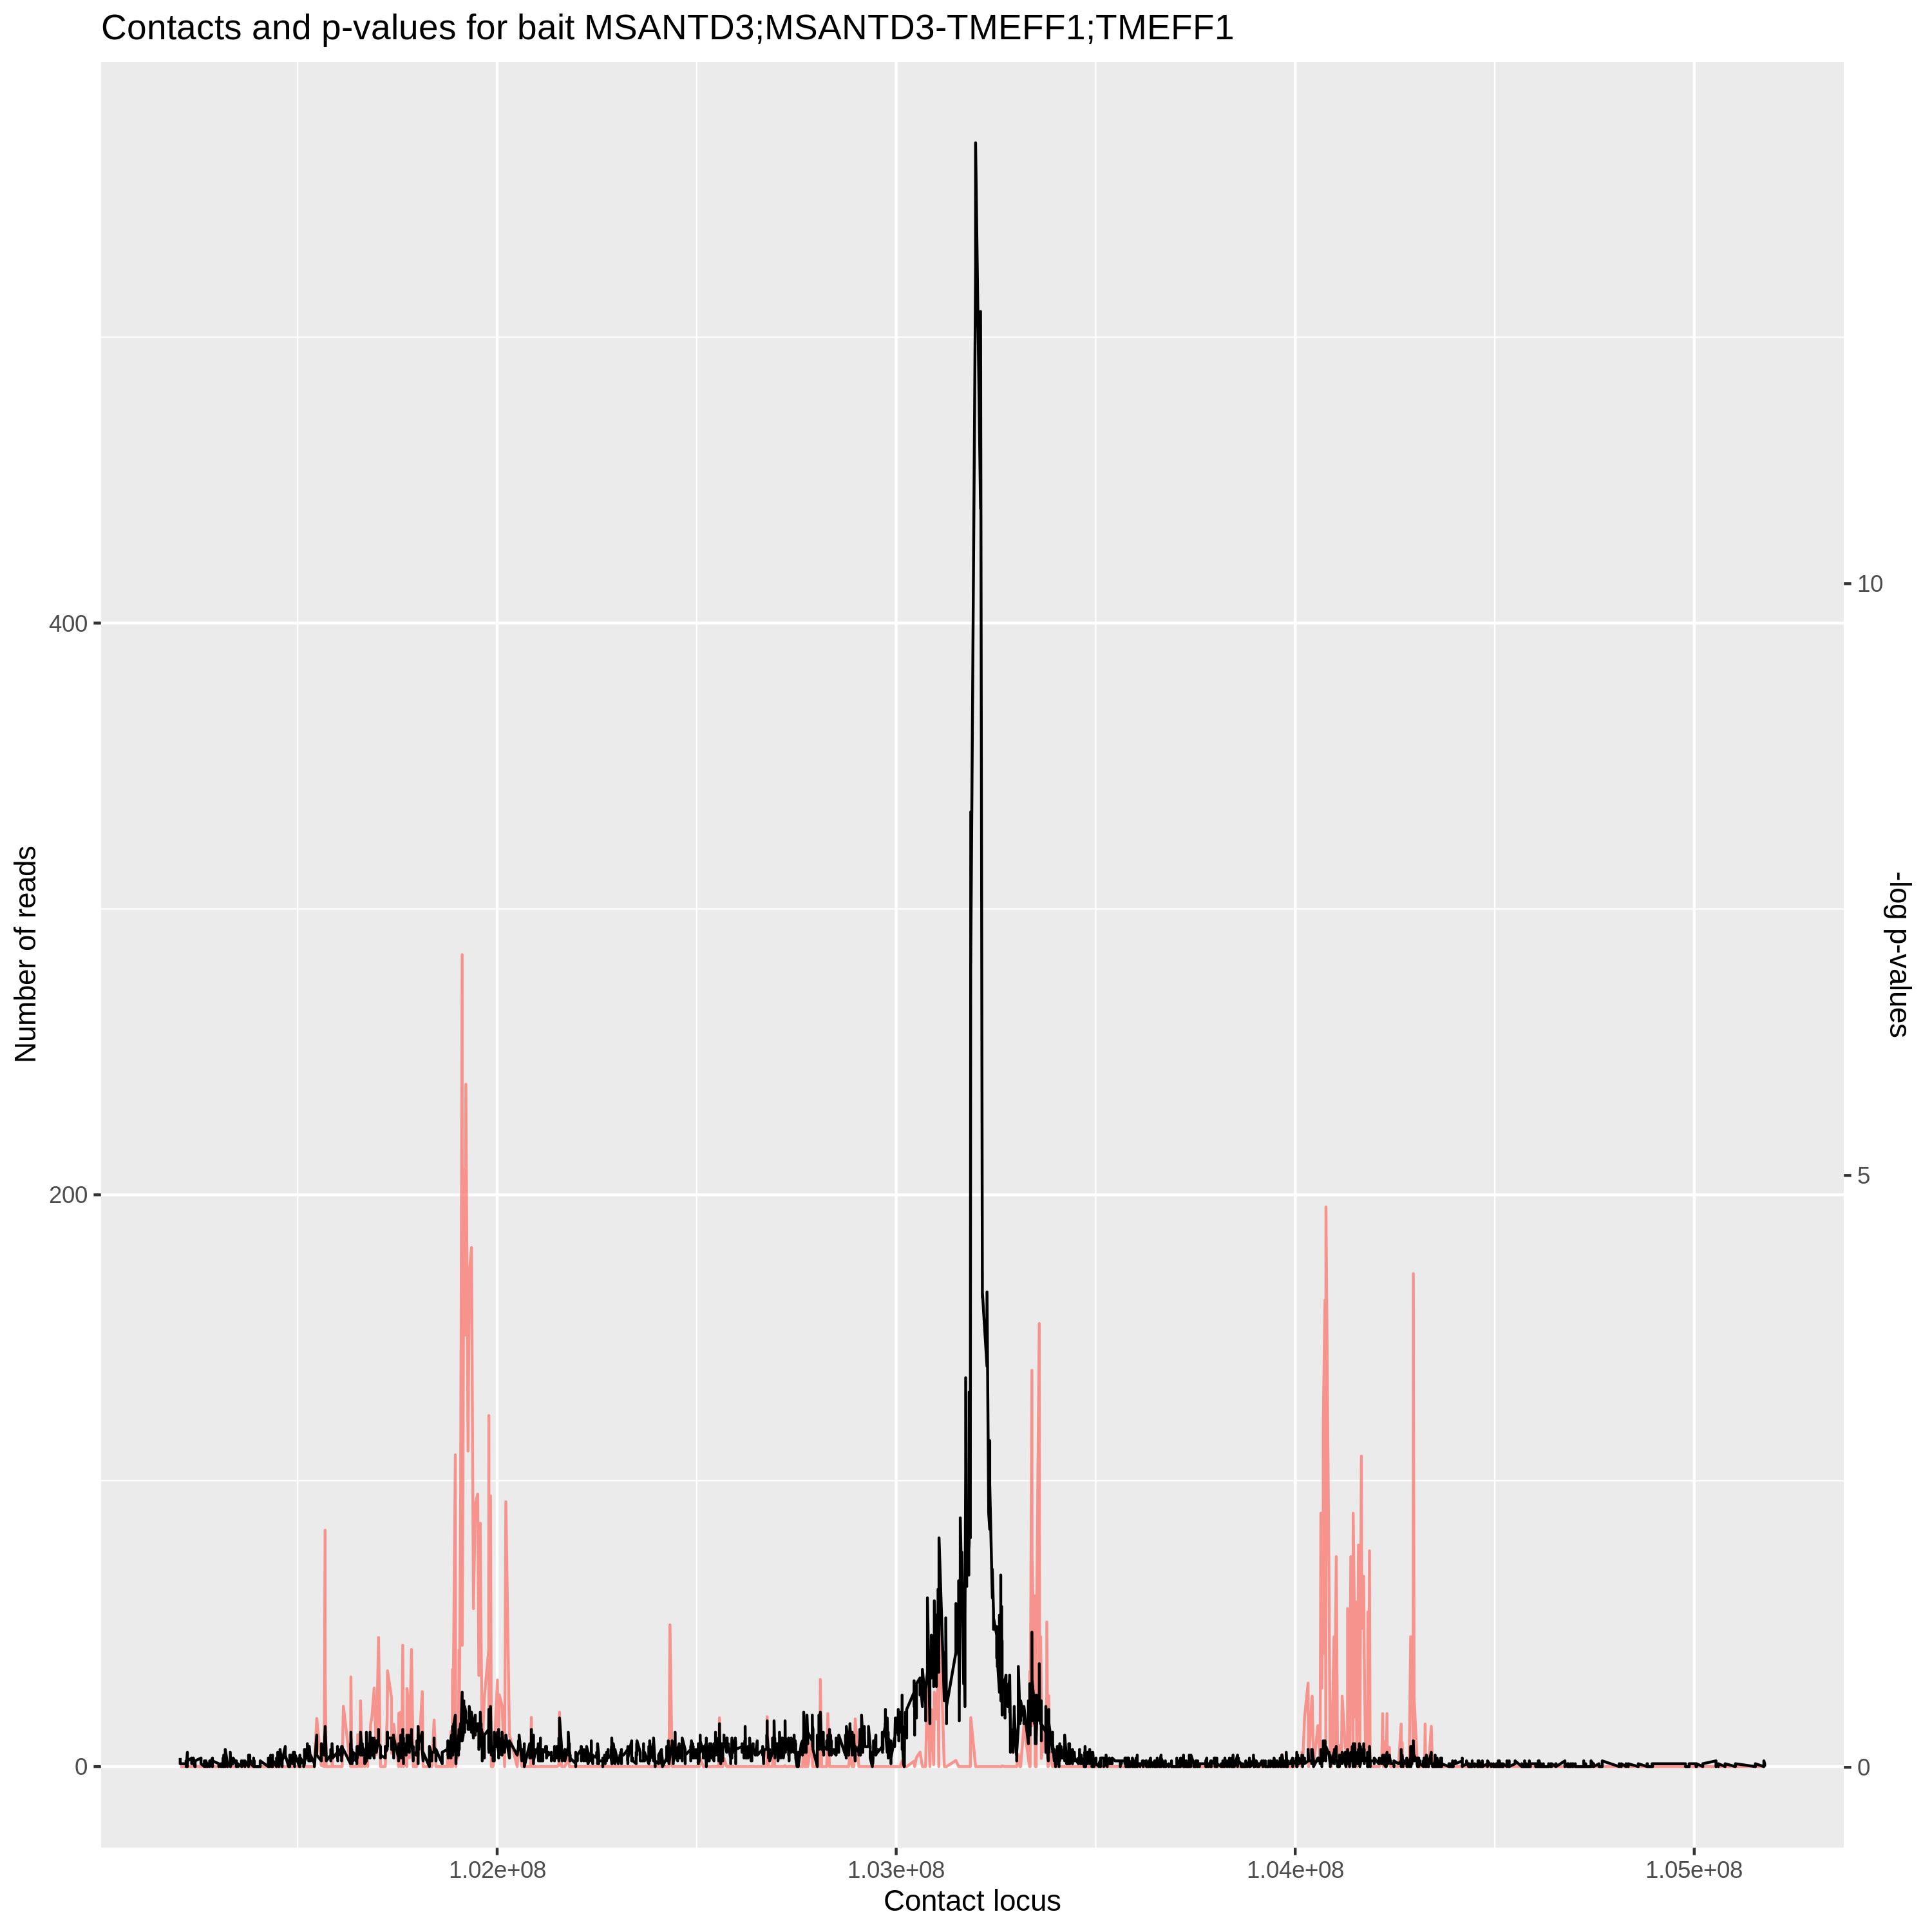 Contacts and p-values for bait MSANTD3;MSANTD3-TMEFF1;TMEFF1
Number of reads
400
200
0
10
5
0
-log p-values
1.02e+08
1.03e+08
1.04e+08
1.05e+08
Contact locus